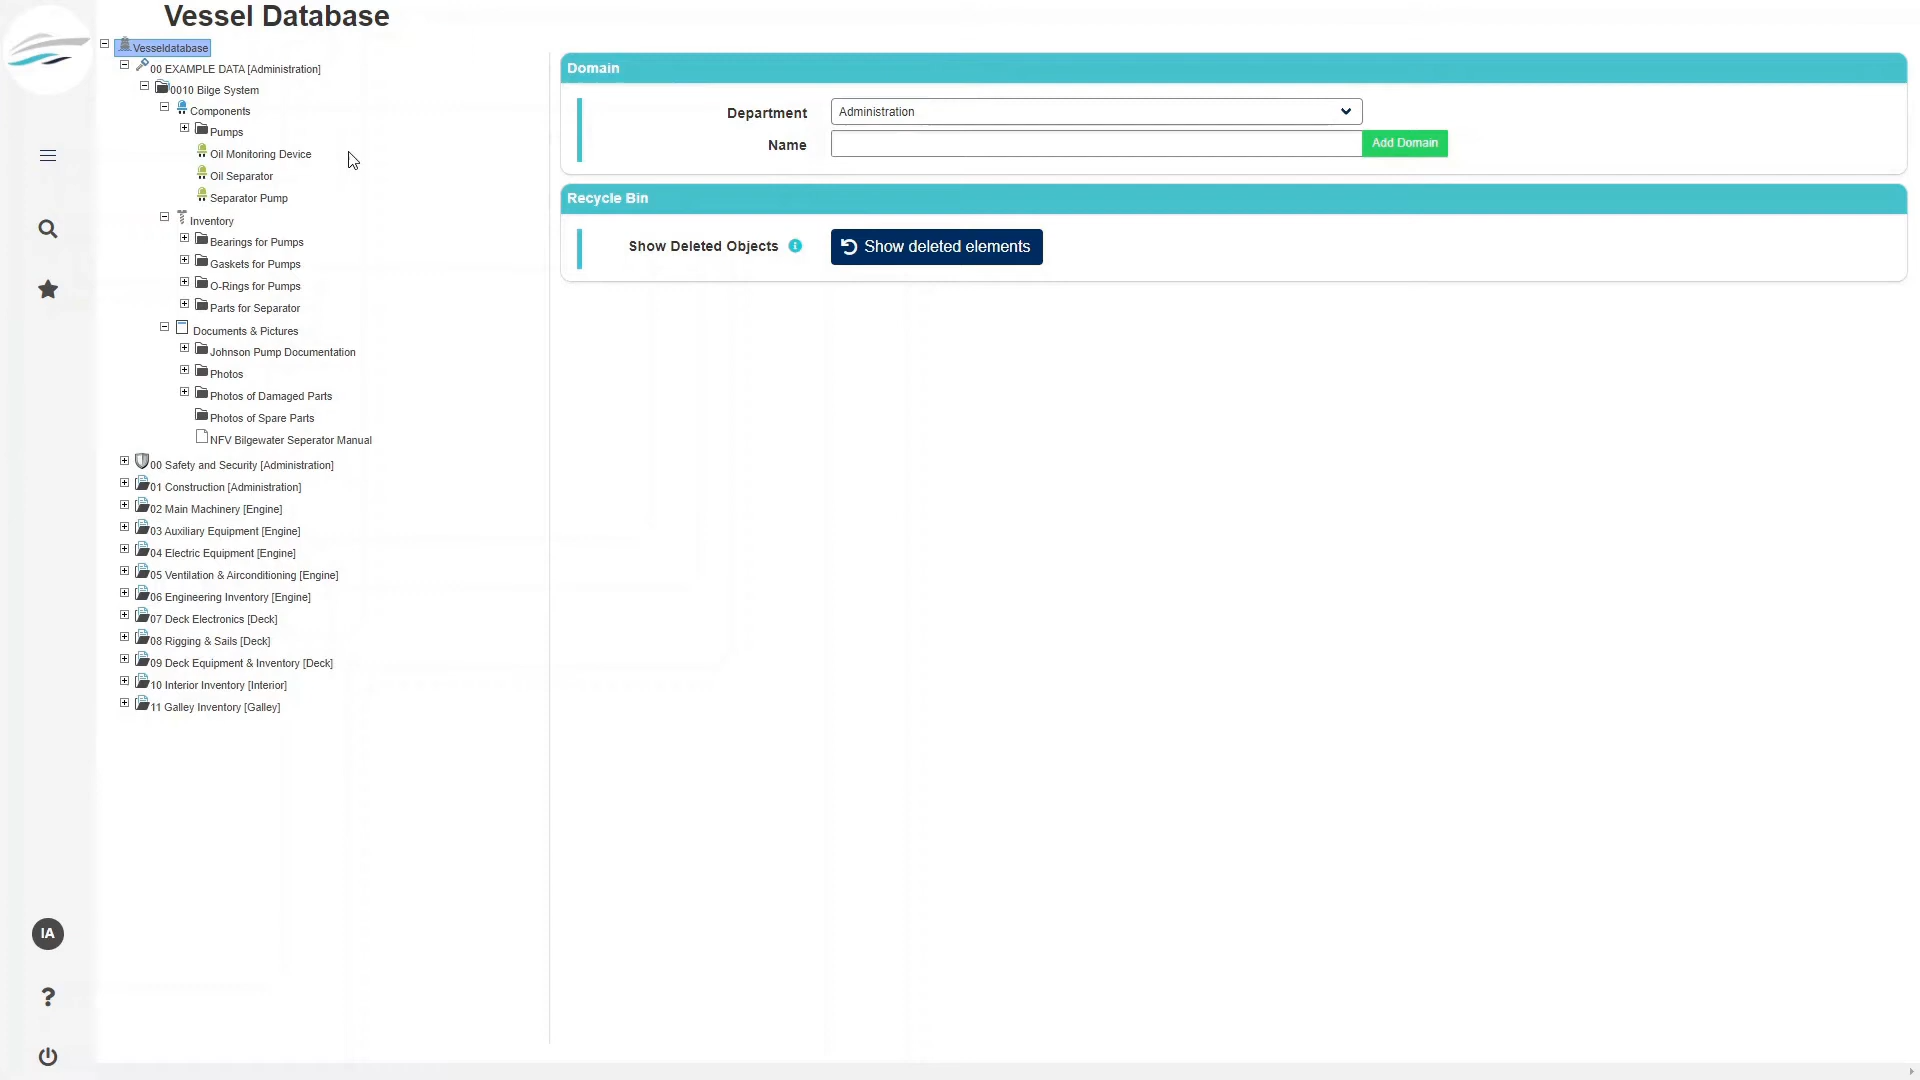 Vessel Database
Vesseldatabase
00 EXAMPLE DATA [Administration]
0010 Bilge System
Components
Pumps
Oil Monitoring Device
Oil Separator
Separator Pump
Inventory
Bearings for Pumps
Gaskets for Pumps
O-Rings for Pumps
Parts for Separator
Documents & Pictures
Johnson Pump Documentation
Photos
Photos of Damaged Parts
Photos of Spare Parts
NFV Bilgewater Seperator Manual
00 Safety and Security [Administration]
01 Construction [Administration]
02 Main Machinery [Engine]
03 Auxiliary Equipment [Engine]
04 Electric Equipment [Engine]
05 Ventilation & Airconditioning [Engine]
06 Engineering Inventory [Engine]
07 Deck Electronics [Deck]
08 Rigging & Sails [Deck]
09 Deck Equipment & Inventory [Deck]
10 Interior Inventory [Interior]
11 Galley Inventory [Galley]
Domain
Department Administration
Name Add Domain
Recycle Bin
Show Deleted Objects Show deleted elements
IA
?